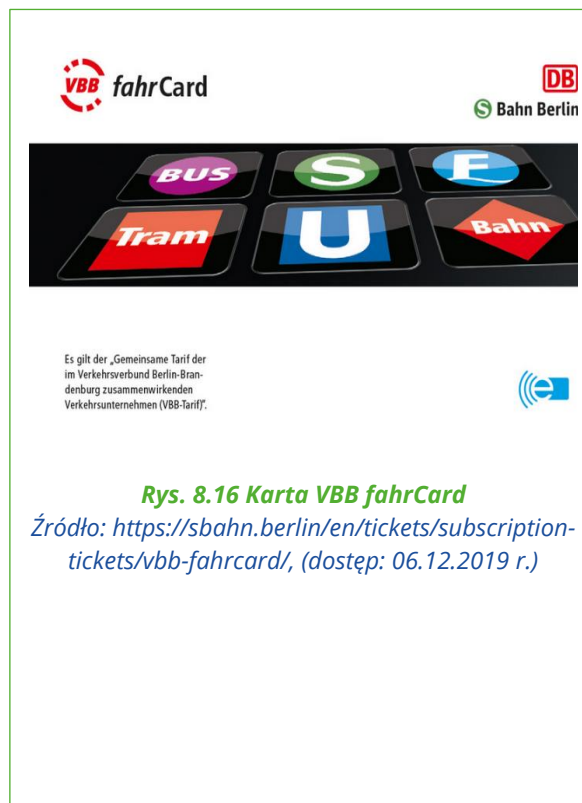 VBB fahrCard
DB
S Bahn Berlin
BUS S F
Tram U Bahn
Es gilt der „Gemeinsame Tarif der
im Verkehrsverbund Berlin-Bran-
denburg zusammenwirkenden
Verkehrsunternehmen (VBB-Tarif)“.
e
Rys. 8.16 Karta VBB fahrCard
Źródło: https://sbahn.berlin/en/tickets/subscription-
tickets/vbb-fahrcard/, (dostęp: 06.12.2019 r.)